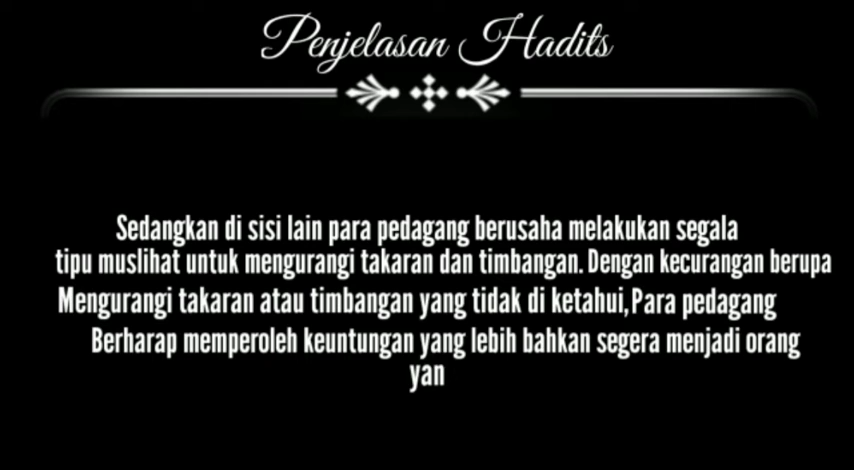 Penjelasan Hadits
Sedangkan di sisi lain para pedagang berusaha melakukan segala
tipu muslihat untuk mengurangi takaran dan timbangan. Dengan kecurangan berupa
Mengurangi takaran atau timbangan yang tidak di ketahui, Para pedagang
Berharap memperoleh keuntungan yang lebih bahkan segera menjadi orang
yan